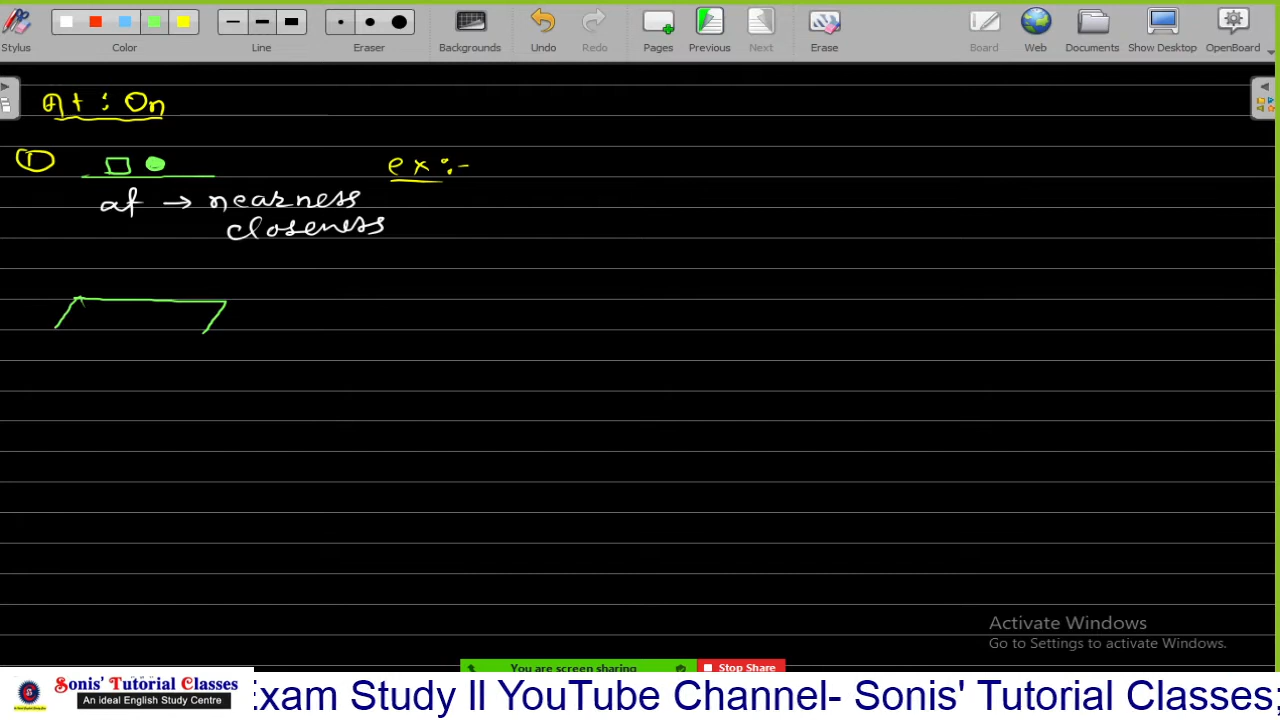 Stylus
Color
Line
Eraser
Backgrounds
Undo
Redo
Pages
Previous
Next
Erase
Board
Web
Documents
Show Desktop
OpenBoard
At : On
① ex :-
at → nearness
closeness
Activate Windows
Go to Settings to activate Windows.
You are screen sharing
Stop Share
Sonis' Tutorial Classes
An ideal English Study Centre
Exam Study ll YouTube Channel- Sonis' Tutorial Classes;